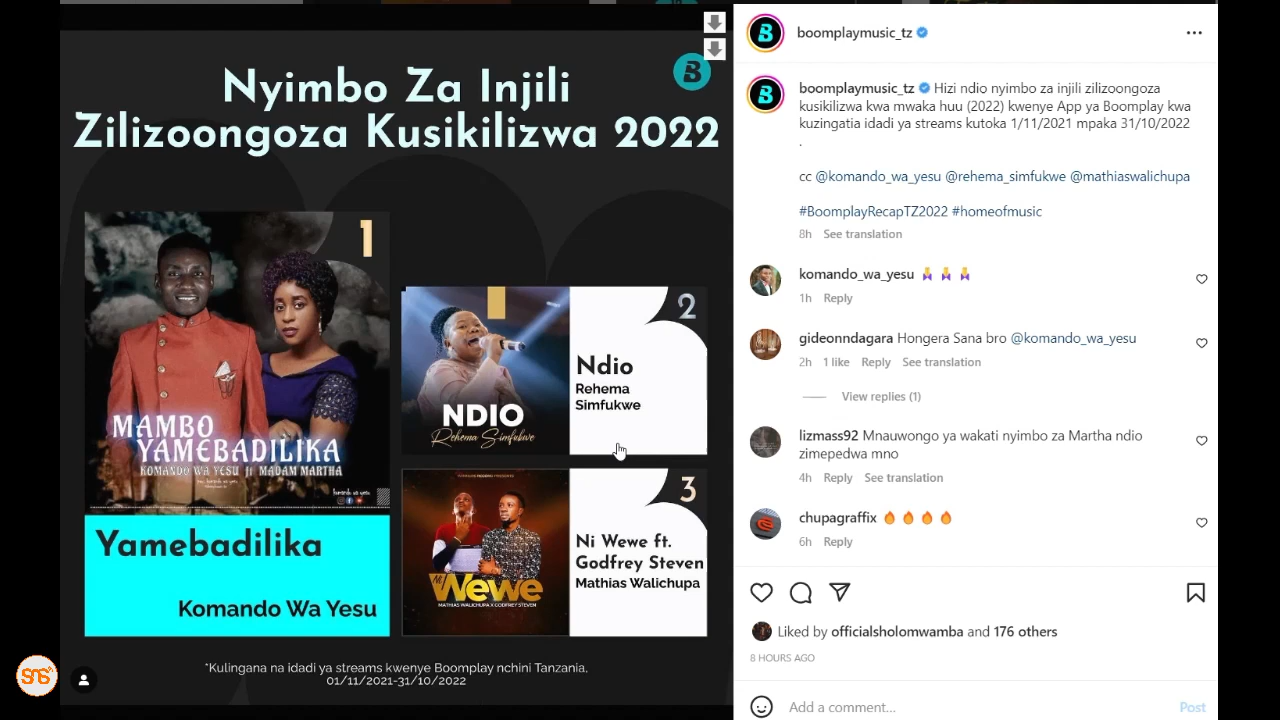 Nyimbo Za Injili
Zilizoongoza Kusikilizwa 2022
B
1
MAMBO
YAMEBADILIKA
KOMANDO WA YESU ft MADAM MARTHA
Yamebadilika
Komando Wa Yesu
2
NDIO
Rehema Simfukwe
Ndio
Rehema
Simfukwe
3
Ni
Wewe
MATHIAS WALICHUPA X GODFREY STEVEN
Ni Wewe ft.
Godfrey Steven
Mathias Walichupa
*Kulingana na idadi ya streams kwenye Boomplay nchini Tanzania.
01/11/2021-31/10/2022
SNS
boomplaymusic_tz
boomplaymusic_tz Hizi ndio nyimbo za injili zilizoongoza
kusikilizwa kwa mwaka huu (2022) kwenye App ya Boomplay kwa
kuzingatia idadi ya streams kutoka 1/11/2021 mpaka 31/10/2022
.
cc @komando_wa_yesu @rehema_simfukwe @mathiaswalichupa
#BoomplayRecapTZ2022 #homeofmusic
8h See translation
komando_wa_yesu
1h Reply
gideonndagara Hongera Sana bro @komando_wa_yesu
2h 1 like Reply See translation
View replies (1)
lizmass92 Mnauwongo ya wakati nyimbo za Martha ndio
zimepedwa mno
4h Reply See translation
chupagraffix 🔥 🔥 🔥 🔥
6h Reply
Liked by officialsholomwamba and 176 others
8 HOURS AGO
Add a comment...
Post